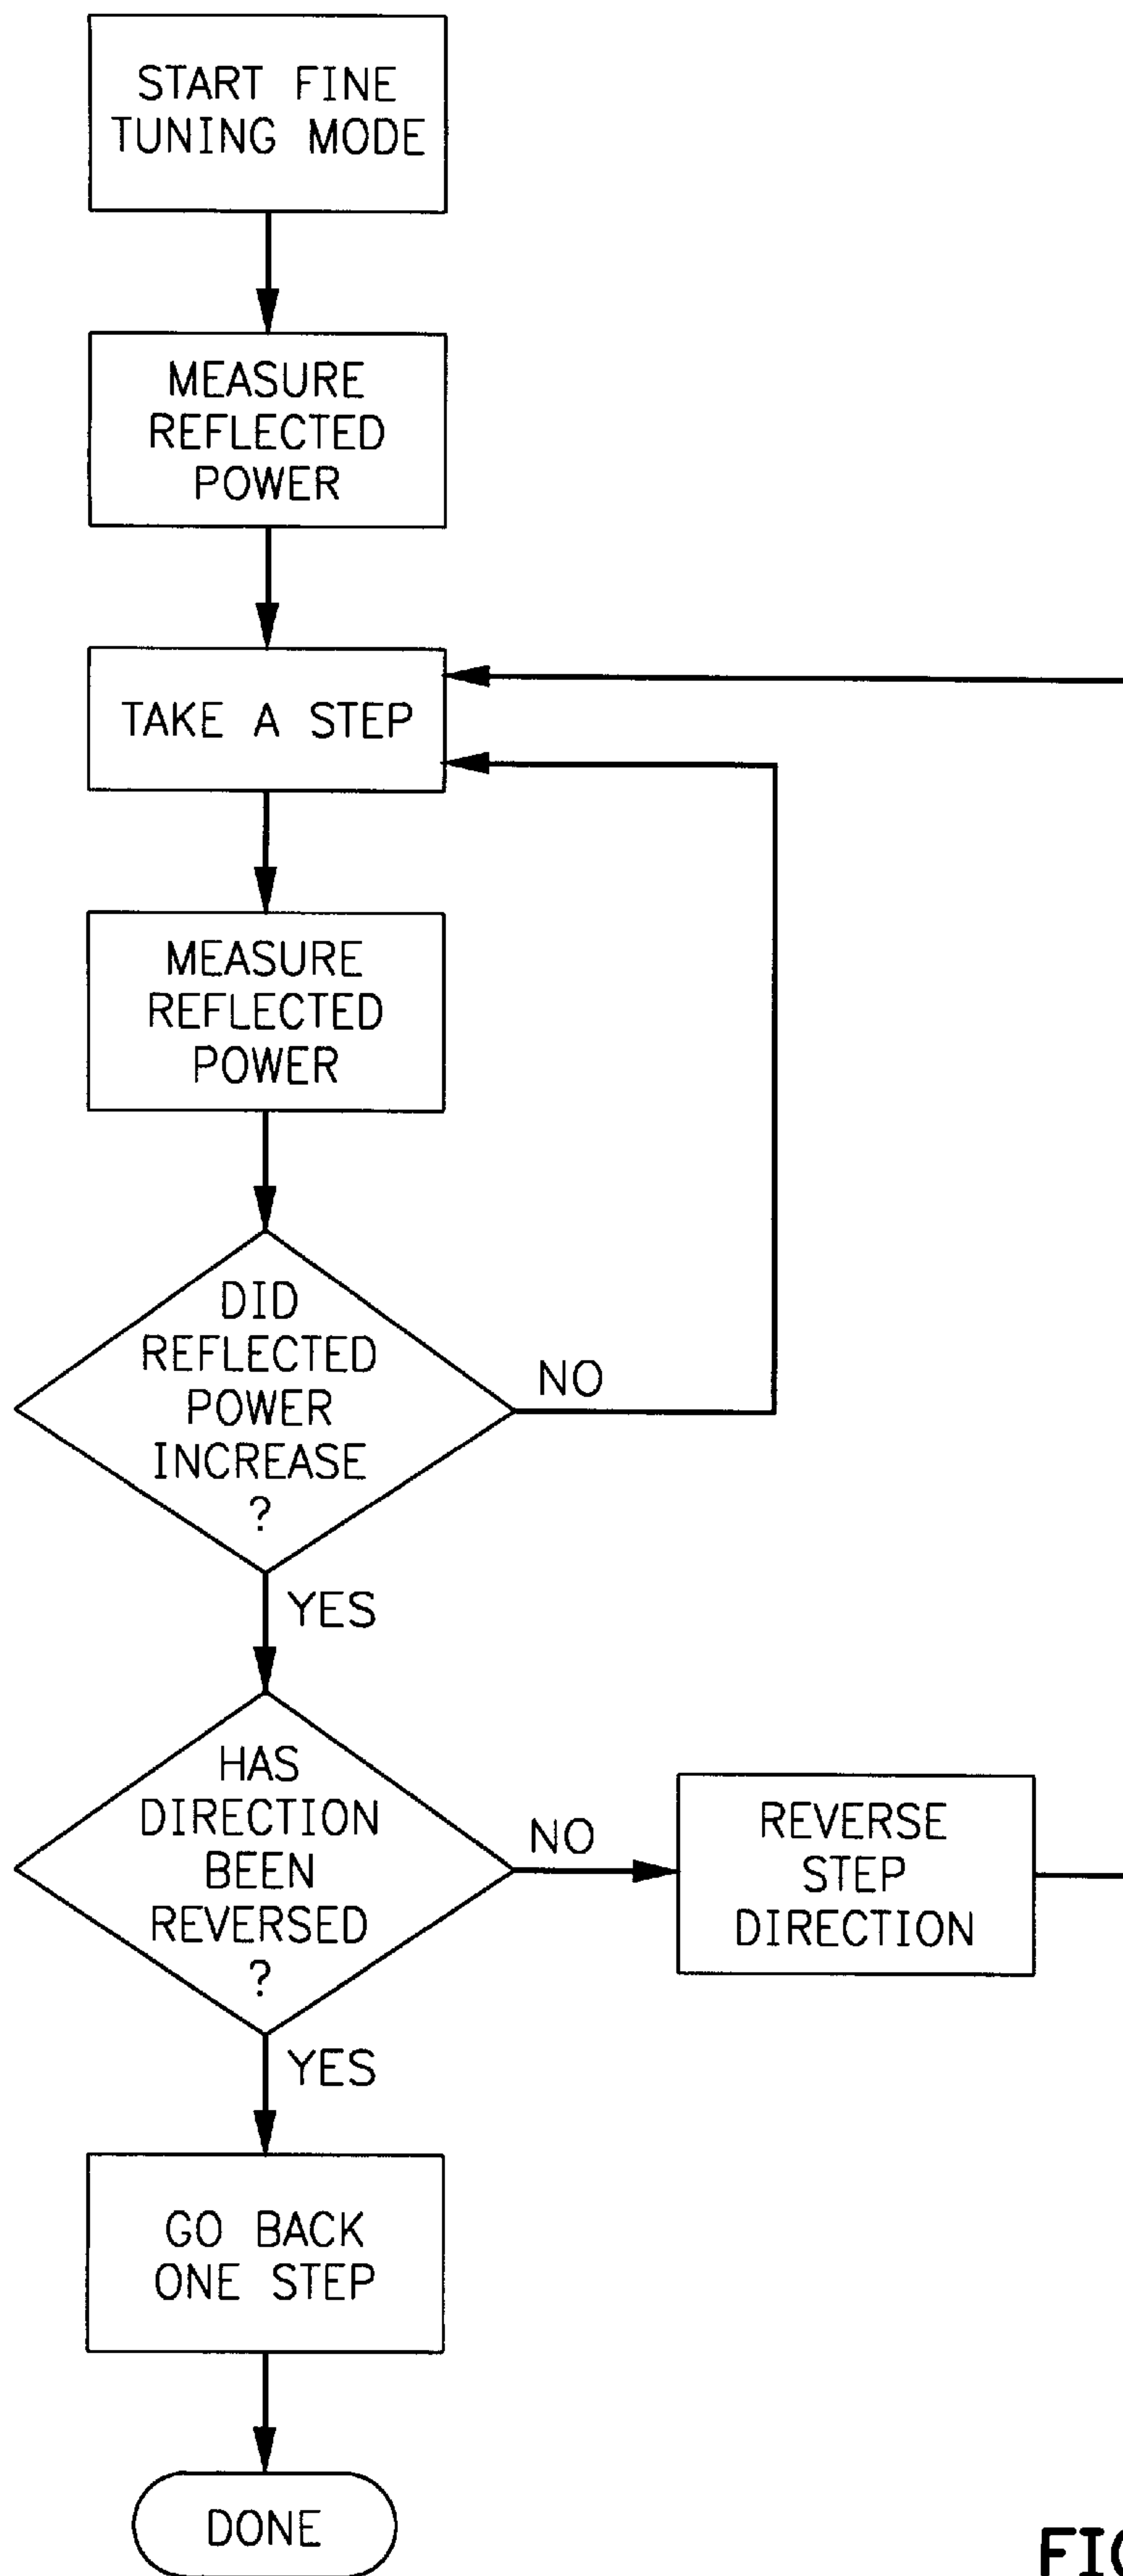 START FINE
TUNING MODE
MEASURE
REFLECTED
POWER
TAKE A STEP
MEASURE
REFLECTED
POWER
DID
REFLECTED
POWER
INCREASE
?
NO
YES
HAS
DIRECTION
BEEN
REVERSED
?
NO
REVERSE
STEP
DIRECTION
YES
GO BACK
ONE STEP
DONE